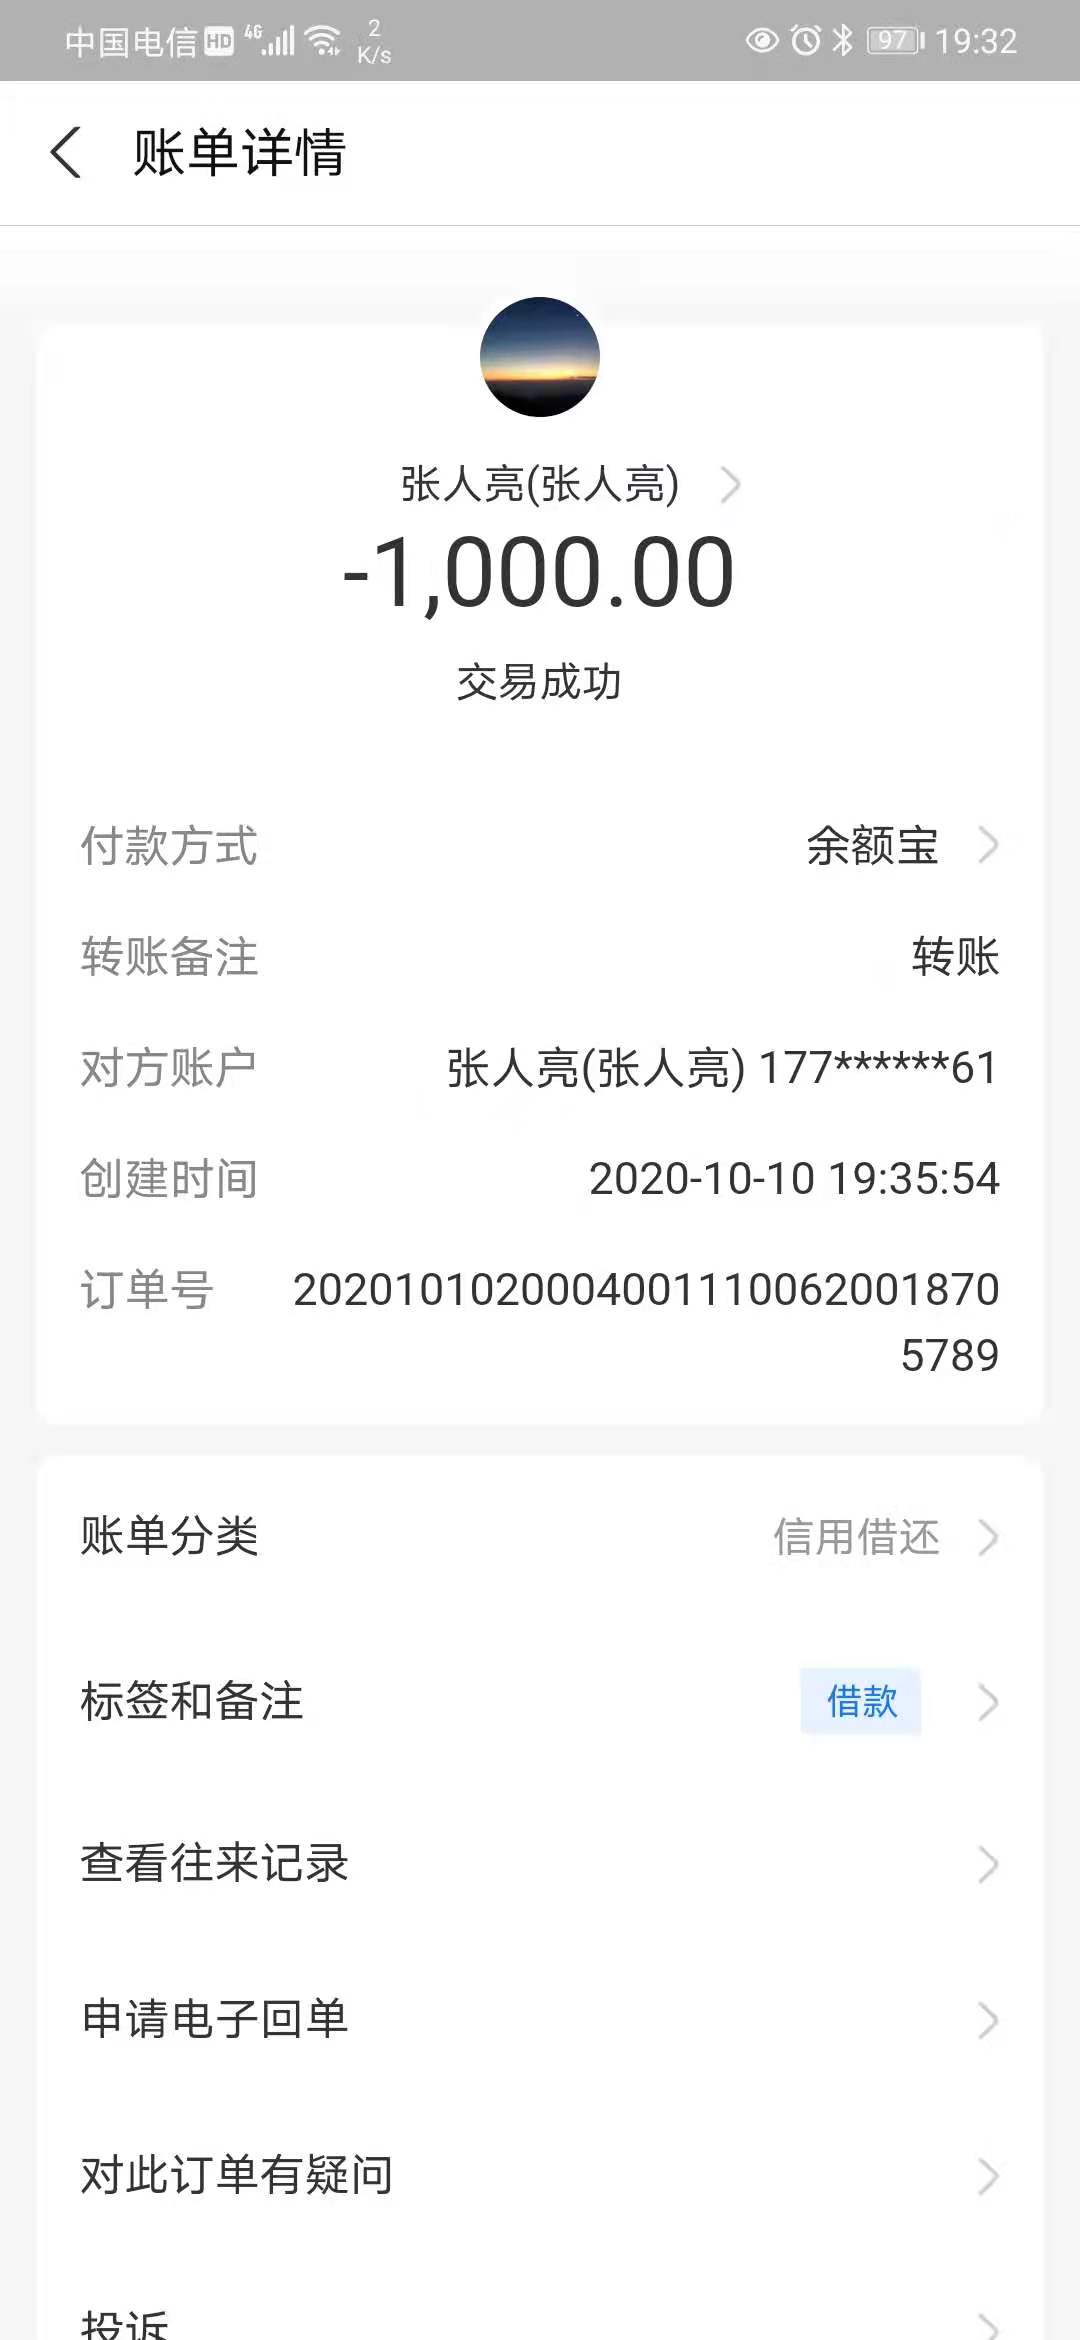 中国电信 HD 4G 2 K/s 97 19:32
账单详情
张人亮(张人亮)
-1,000.00
交易成功
付款方式 余额宝
转账备注 转账
对方账户 张人亮(张人亮) 177******61
创建时间 2020-10-10 19:35:54
订单号 2020101020004001110062001870
5789
账单分类 信用借还
标签和备注 借款
查看往来记录
申请电子回单
对此订单有疑问
投诉